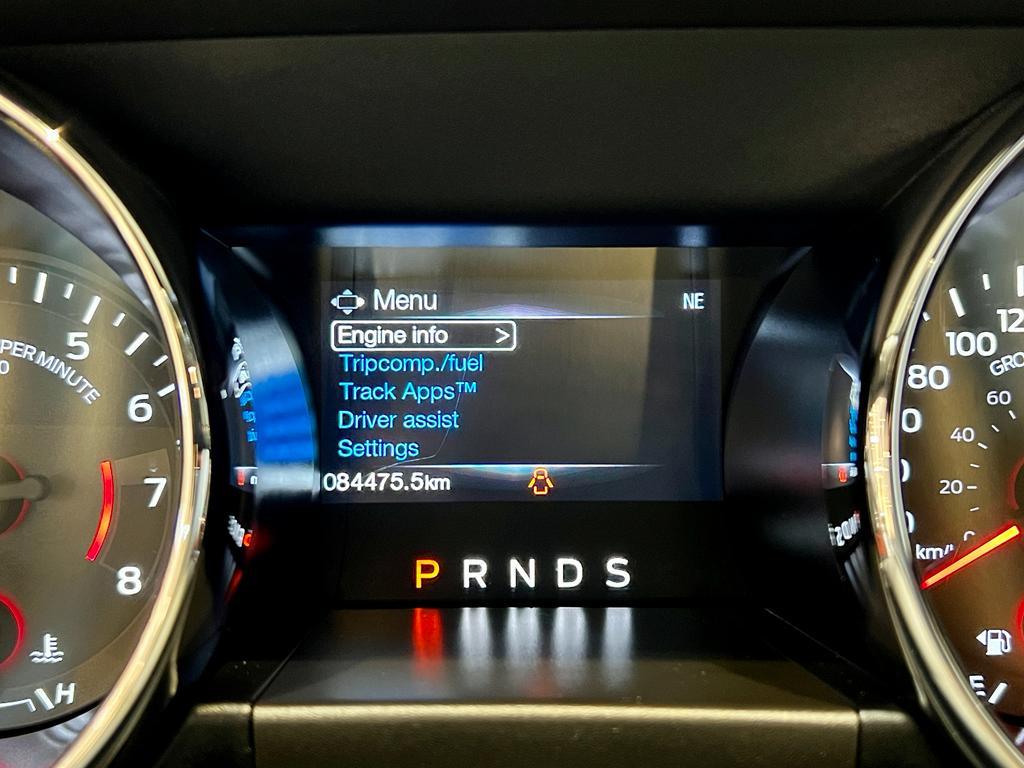 Menu
NE
Engine info >
Tripcomp./fuel
Track Apps™
Driver assist
Settings
084475.5km
P R N D S
PER MINUTE
5
6
7
8
H
100
80
60
40
20
km/
E